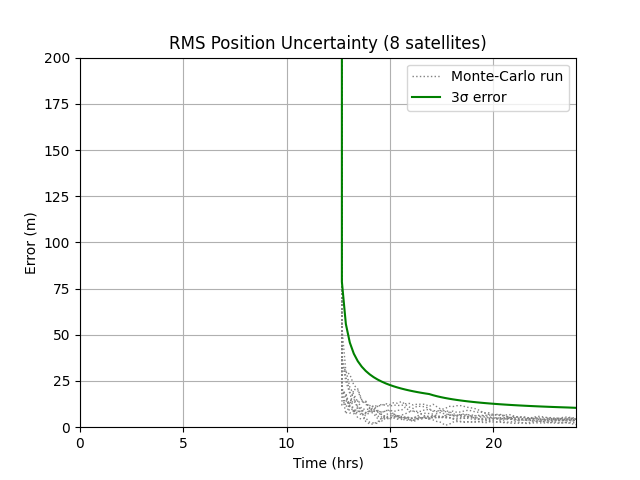 RMS Position Uncertainty (8 satellites)
Monte-Carlo run
3σ error
Error (m)
200
175
150
125
100
75
50
25
0
0 5 10 15 20
Time (hrs)